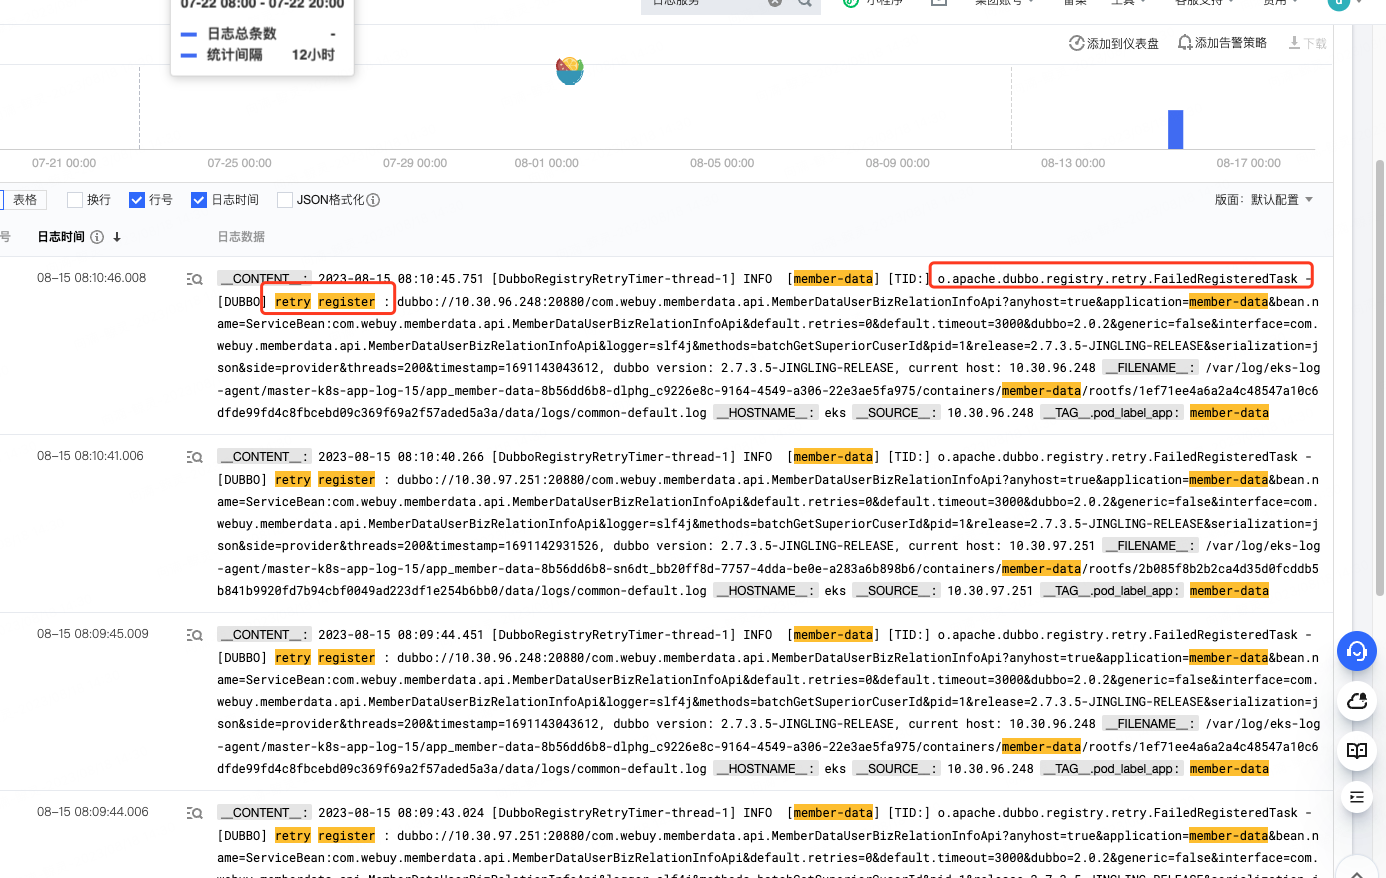 07-22 08:00 - 07-22 20:00
日志总条数 -
统计间隔 12小时
日志服务
小程序
集团账号
备案
工具
客服支持
费用
添加到仪表盘 添加告警策略 下载
07-21 00:00 07-25 00:00 07-29 00:00 08-01 00:00 08-05 00:00 08-09 00:00 08-13 00:00 08-17 00:00
表格 换行 行号 日志时间 JSON格式化 版面: 默认配置
号 日志时间 日志数据
08-15 08:10:46.008 __CONTENT__: 2023-08-15 08:10:45.751 [DubboRegistryRetryTimer-thread-1] INFO [member-data] [TID:] o.apache.dubbo.registry.retry.FailedRegisteredTask -
[DUBBO] retry register : dubbo://10.30.96.248:20880/com.webuy.memberdata.api.MemberDataUserBizRelationInfoApi?anyhost=true&application=member-data&bean.n
ame=ServiceBean:com.webuy.memberdata.api.MemberDataUserBizRelationInfoApi&default.retries=0&default.timeout=3000&dubbo=2.0.2&generic=false&interface=com.
webuy.memberdata.api.MemberDataUserBizRelationInfoApi&logger=slf4j&methods=batchGetSuperiorCuserId&pid=1&release=2.7.3.5-JINGLING-RELEASE&serialization=j
son&side=provider&threads=200&timestamp=1691143043612, dubbo version: 2.7.3.5-JINGLING-RELEASE, current host: 10.30.96.248 __FILENAME__: /var/log/eks-log
-agent/master-k8s-app-log-15/app_member-data-8b56dd6b8-dlphg_c9226e8c-9164-4549-a306-22e3ae5fa975/containers/member-data/rootfs/1ef71ee4a6a2a4c48547a10c6
dfde99fd4c8fbcebd09c369f69a2f57aded5a3a/data/logs/common-default.log __HOSTNAME__: eks __SOURCE__: 10.30.96.248 __TAG__.pod_label_app: member-data
08-15 08:10:41.006 __CONTENT__: 2023-08-15 08:10:40.266 [DubboRegistryRetryTimer-thread-1] INFO [member-data] [TID:] o.apache.dubbo.registry.retry.FailedRegisteredTask -
[DUBBO] retry register : dubbo://10.30.97.251:20880/com.webuy.memberdata.api.MemberDataUserBizRelationInfoApi?anyhost=true&application=member-data&bean.n
ame=ServiceBean:com.webuy.memberdata.api.MemberDataUserBizRelationInfoApi&default.retries=0&default.timeout=3000&dubbo=2.0.2&generic=false&interface=com.
webuy.memberdata.api.MemberDataUserBizRelationInfoApi&logger=slf4j&methods=batchGetSuperiorCuserId&pid=1&release=2.7.3.5-JINGLING-RELEASE&serialization=j
son&side=provider&threads=200&timestamp=1691142931526, dubbo version: 2.7.3.5-JINGLING-RELEASE, current host: 10.30.97.251 __FILENAME__: /var/log/eks-log
-agent/master-k8s-app-log-15/app_member-data-8b56dd6b8-sn6dt_bb20ff8d-7757-4dda-be0e-a283a6b898b6/containers/member-data/rootfs/2b085f8b2b2ca4d35d0fcddb5
b841b9920fd7b94cbf0049ad223df1e254b6bb0/data/logs/common-default.log __HOSTNAME__: eks __SOURCE__: 10.30.97.251 __TAG__.pod_label_app: member-data
08-15 08:09:45.009 __CONTENT__: 2023-08-15 08:09:44.451 [DubboRegistryRetryTimer-thread-1] INFO [member-data] [TID:] o.apache.dubbo.registry.retry.FailedRegisteredTask -
[DUBBO] retry register : dubbo://10.30.96.248:20880/com.webuy.memberdata.api.MemberDataUserBizRelationInfoApi?anyhost=true&application=member-data&bean.n
ame=ServiceBean:com.webuy.memberdata.api.MemberDataUserBizRelationInfoApi&default.retries=0&default.timeout=3000&dubbo=2.0.2&generic=false&interface=com.
webuy.memberdata.api.MemberDataUserBizRelationInfoApi&logger=slf4j&methods=batchGetSuperiorCuserId&pid=1&release=2.7.3.5-JINGLING-RELEASE&serialization=j
son&side=provider&threads=200&timestamp=1691143043612, dubbo version: 2.7.3.5-JINGLING-RELEASE, current host: 10.30.96.248 __FILENAME__: /var/log/eks-log
-agent/master-k8s-app-log-15/app_member-data-8b56dd6b8-dlphg_c9226e8c-9164-4549-a306-22e3ae5fa975/containers/member-data/rootfs/1ef71ee4a6a2a4c48547a10c6
dfde99fd4c8fbcebd09c369f69a2f57aded5a3a/data/logs/common-default.log __HOSTNAME__: eks __SOURCE__: 10.30.96.248 __TAG__.pod_label_app: member-data
08-15 08:09:44.006 __CONTENT__: 2023-08-15 08:09:43.024 [DubboRegistryRetryTimer-thread-1] INFO [member-data] [TID:] o.apache.dubbo.registry.retry.FailedRegisteredTask -
[DUBBO] retry register : dubbo://10.30.97.251:20880/com.webuy.memberdata.api.MemberDataUserBizRelationInfoApi?anyhost=true&application=member-data&bean.n
ame=ServiceBean:com.webuy.memberdata.api.MemberDataUserBizRelationInfoApi&default.retries=0&default.timeout=3000&dubbo=2.0.2&generic=false&interface=com.